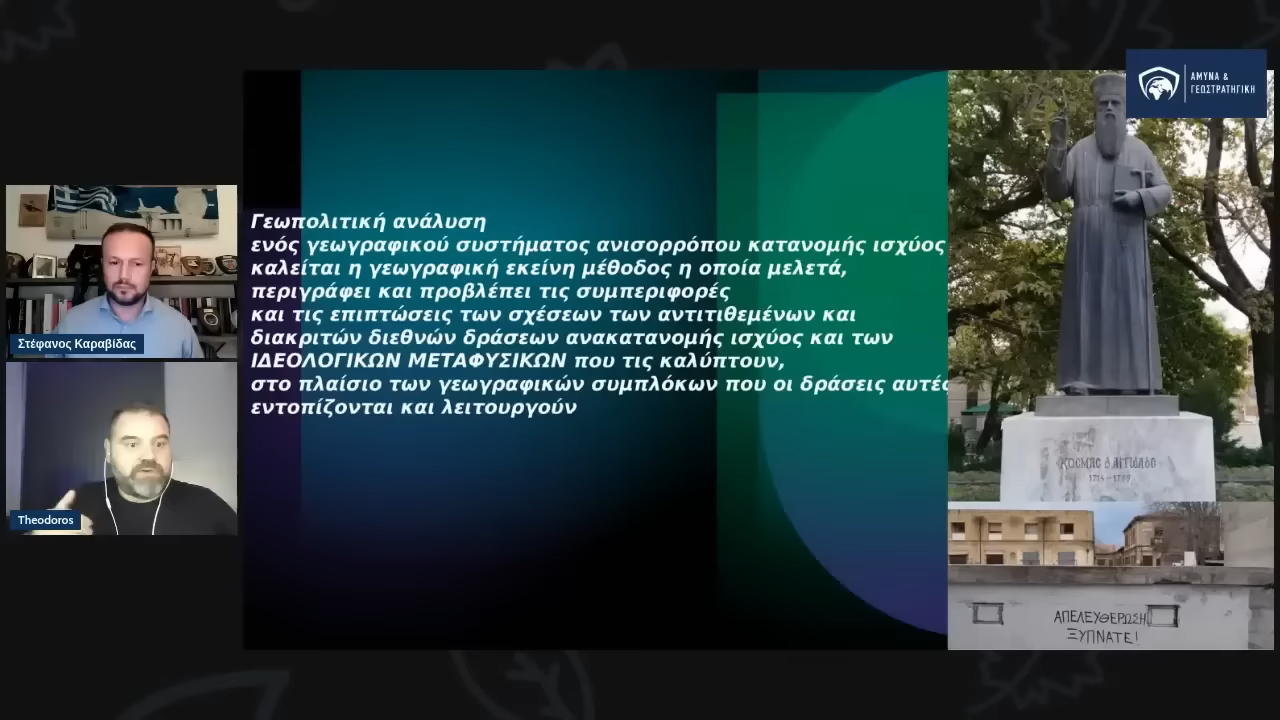 ΑΜΥΝΑ &
ΓΕΩΣΤΡΑΤΗΓΙΚΗ
Γεωπολιτική ανάλυση
ενός γεωγραφικού συστήματος ανισορρόπου κατανομής ισχύος
καλείται η γεωγραφική εκείνη μέθοδος η οποία μελετά,
περιγράφει και προβλέπει τις συμπεριφορές
και τις επιπτώσεις των σχέσεων των αντιτιθεμένων και
διακριτών διεθνών δράσεων ανακατανομής ισχύος και των
ΙΔΕΟΛΟΓΙΚΩΝ ΜΕΤΑΦΥΣΙΚΩΝ που τις καλύπτουν,
στο πλαίσιο των γεωγραφικών συμπλόκων που οι δράσεις αυτές
εντοπίζονται και λειτουργούν
Στέφανος Καραβίδας
Theodoros
ΚΟΣΜΑΣ Ο ΑΙΤΩΛΟΣ
1714-1779
ΑΠΕΛΕΥΘΕΡΩΣΗ
ΞΥΠΝΑΤΕ!